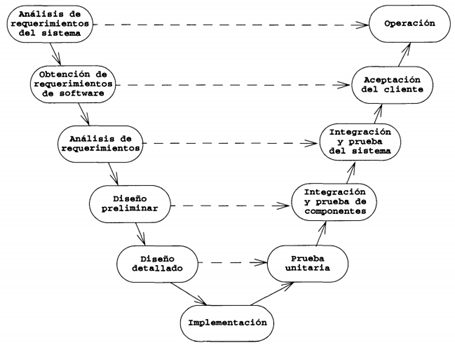 Análisis de
requerimientos
del sistema
Operación
Obtención de
requerimientos
de software
Aceptación
del cliente
Análisis de
requerimientos
Integración
y prueba
del sistema
Diseño
preliminar
Integración
y prueba de
componentes
Diseño
detallado
Prueba
unitaria
Implementación